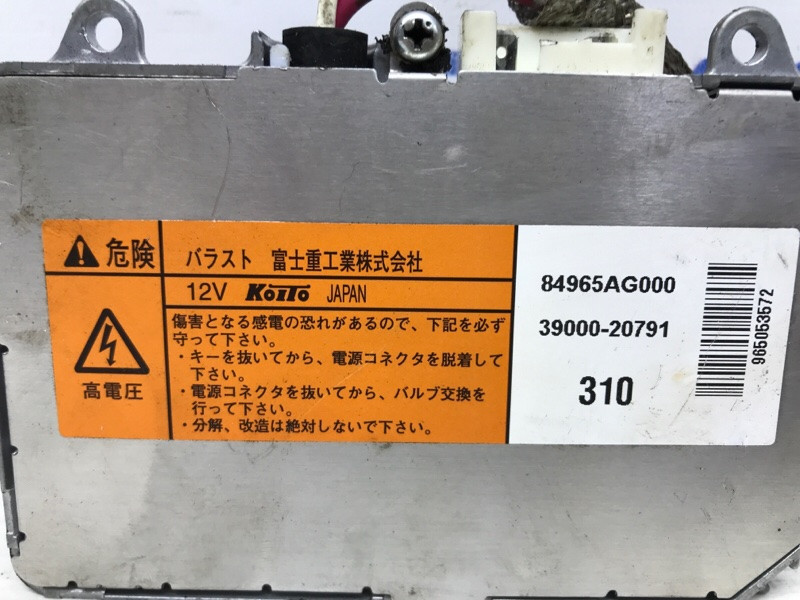 危険
バラスト 富士重工業株式会社
12V KOITO JAPAN
高電圧
傷害となる感電の恐れがあるので、下記を必ず
守って下さい。
・キーを抜いてから、電源コネクタを脱着して
下さい。
・電源コネクタを抜いてから、バルブ交換を
行って下さい。
・分解、改造は絶対しないで下さい。
84965AG000
39000-20791
310
965053572